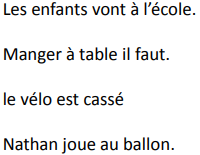 Les enfants vont à l'école.
Manger à table il faut.
le vélo est cassé
Nathan joue au ballon.